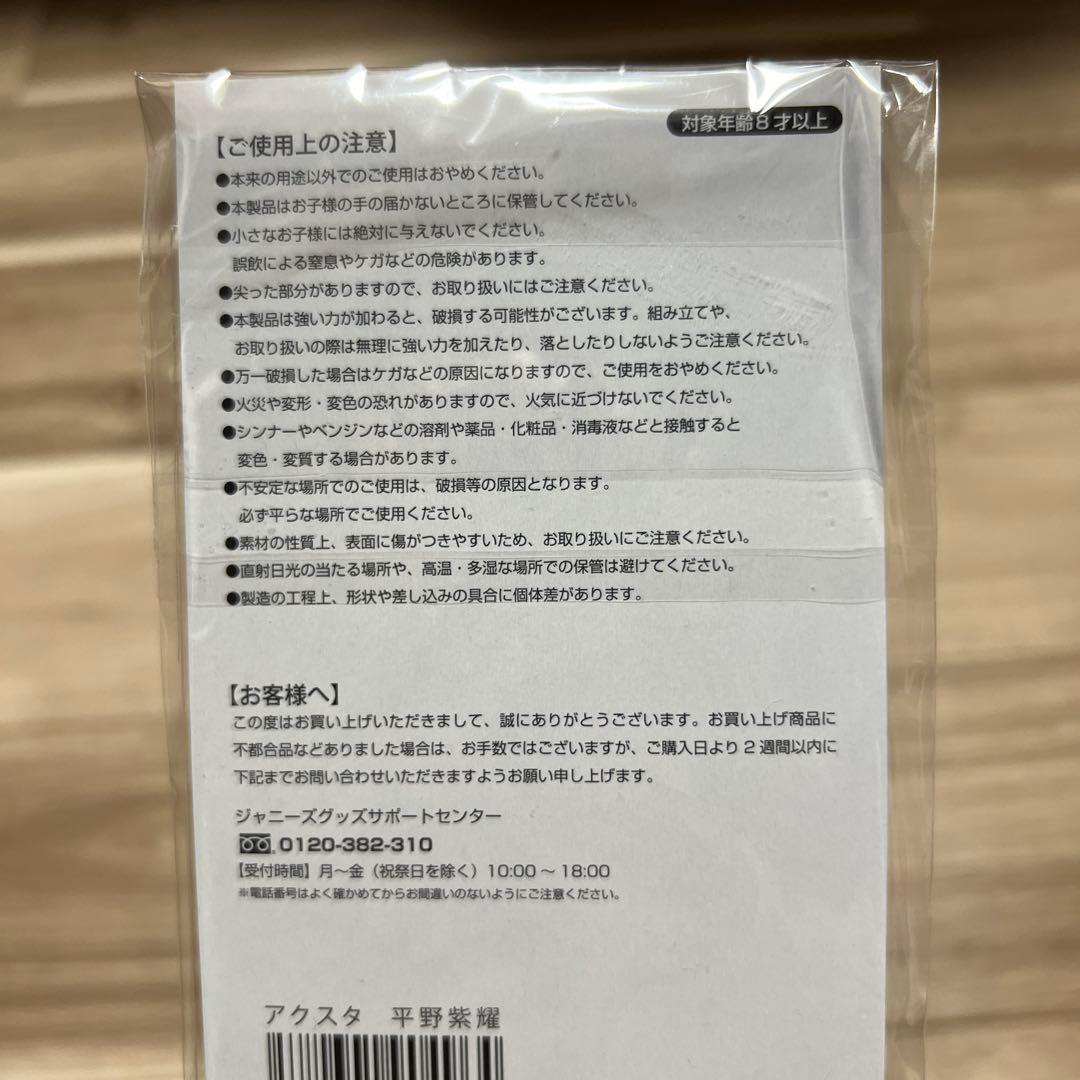 対象年齢8才以上
【ご使用上の注意】
●本来の用途以外でのご使用はおやめください。
●本製品はお子様の手の届かないところに保管してください。
●小さなお子様には絶対に与えないでください。
誤飲による窒息やケガなどの危険があります。
●尖った部分がありますので、お取り扱いにはご注意ください。
●本製品は強い力が加わると、破損する可能性がございます。組み立てや、
お取り扱いの際は無理に強い力を加えたり、落としたりしないようご注意ください。
●万一破損した場合はケガなどの原因になりますので、ご使用をおやめください。
●火災や変形・変色の恐れがありますので、火気に近づけないでください。
●シンナーやベンジンなどの溶剤や薬品・化粧品・消毒液などと接触すると
変色・変質する場合があります。
●不安定な場所でのご使用は、破損等の原因となります。
必ず平らな場所でご使用ください。
●素材の性質上、表面に傷がつきやすいため、お取り扱いにご注意ください。
●直射日光の当たる場所や、高温・多湿な場所での保管は避けてください。
●製造の工程上、形状や差し込みの具合に個体差があります。
【お客様へ】
この度はお買い上げいただきまして、誠にありがとうございます。お買い上げ商品に
不都合品などありました場合は、お手数ではございますが、ご購入日より2週間以内に
下記までお問い合わせいただきますようお願い申し上げます。
ジャニーズグッズサポートセンター
0120-382-310
【受付時間】月〜金（祝祭日を除く）10:00〜18:00
※電話番号はよく確かめてからお間違いのないようにご注意ください。
アクスタ　平野紫耀